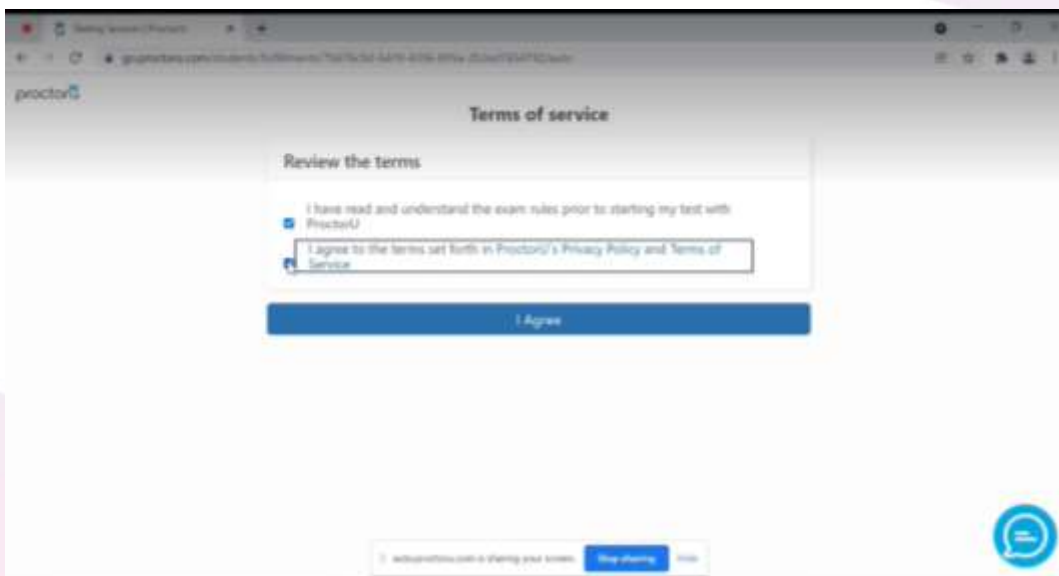 proctorU
Terms of service
Review the terms
I have read and understand the exam rules prior to starting my test with
ProctorU
I agree to the terms set forth in ProctorU's Privacy Policy and Terms of
Service
I Agree
is sharing your screen. Stop sharing Hide